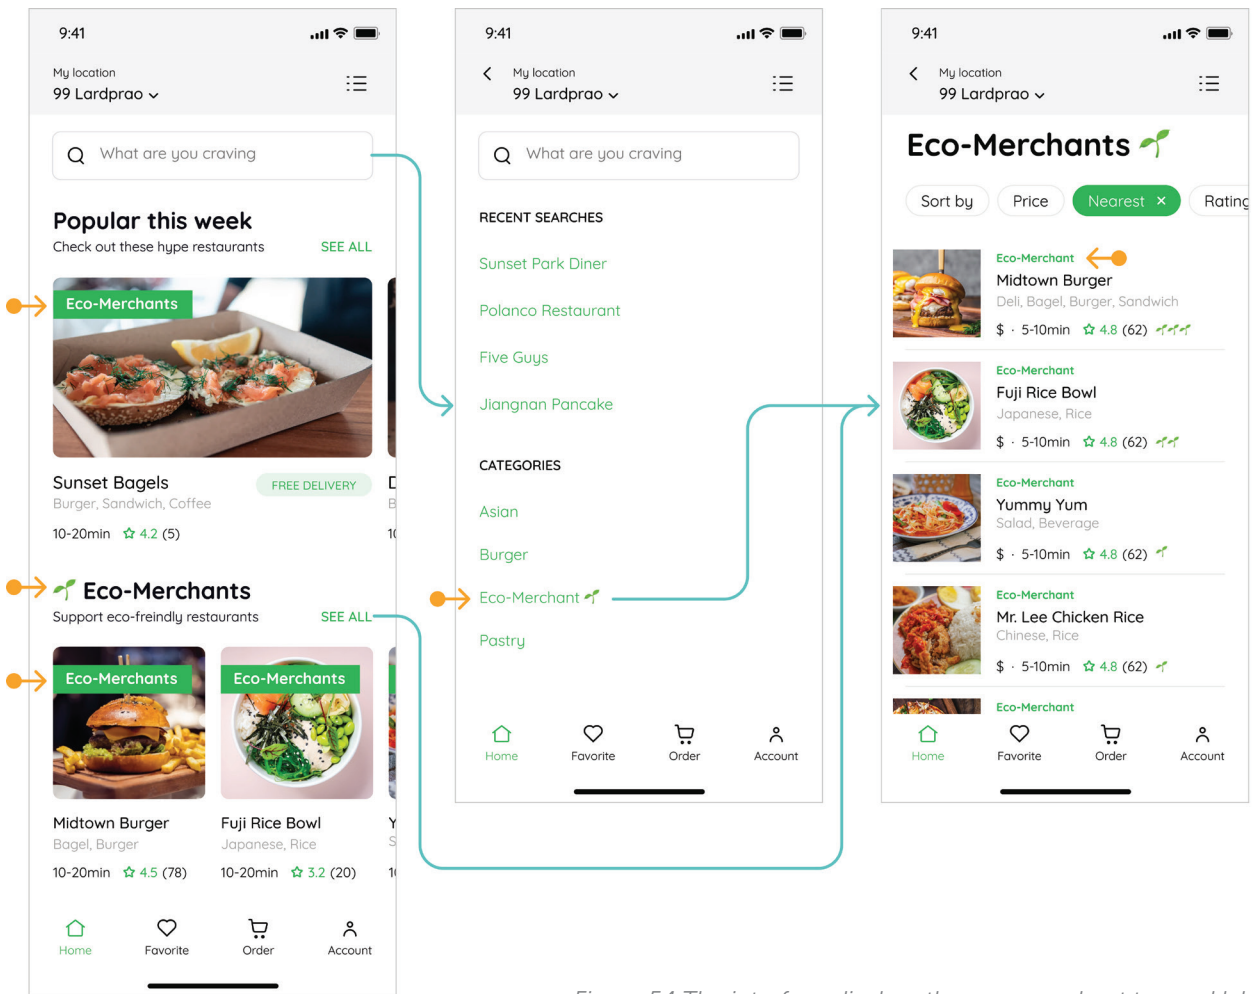 9:41
My location
99 Lardprao
What are you craving
Popular this week
Check out these hype restaurants SEE ALL
Eco-Merchants
Sunset Bagels FREE DELIVERY
Burger, Sandwich, Coffee
10-20min 4.2 (5)
Eco-Merchants
Support eco-freindly restaurants SEE ALL
Eco-Merchants Eco-Merchants
Midtown Burger Fuji Rice Bowl
Bagel, Burger Japanese, Rice
10-20min 4.5 (78) 10-20min 3.2 (20)
Home Favorite Order Account
9:41
My location
99 Lardprao
What are you craving
RECENT SEARCHES
Sunset Park Diner
Polanco Restaurant
Five Guys
Jiangnan Pancake
CATEGORIES
Asian
Burger
Eco-Merchant
Pastry
Home Favorite Order Account
9:41
My location
99 Lardprao
Eco-Merchants
Sort by Price Nearest × Rating
Eco-Merchant
Midtown Burger
Deli, Bagel, Burger, Sandwich
$ · 5-10min 4.8 (62)
Eco-Merchant
Fuji Rice Bowl
Japanese, Rice
$ · 5-10min 4.8 (62)
Eco-Merchant
Yummy Yum
Salad, Beverage
$ · 5-10min 4.8 (62)
Eco-Merchant
Mr. Lee Chicken Rice
Chinese, Rice
$ · 5-10min 4.8 (62)
Eco-Merchant
Home Favorite Order Account